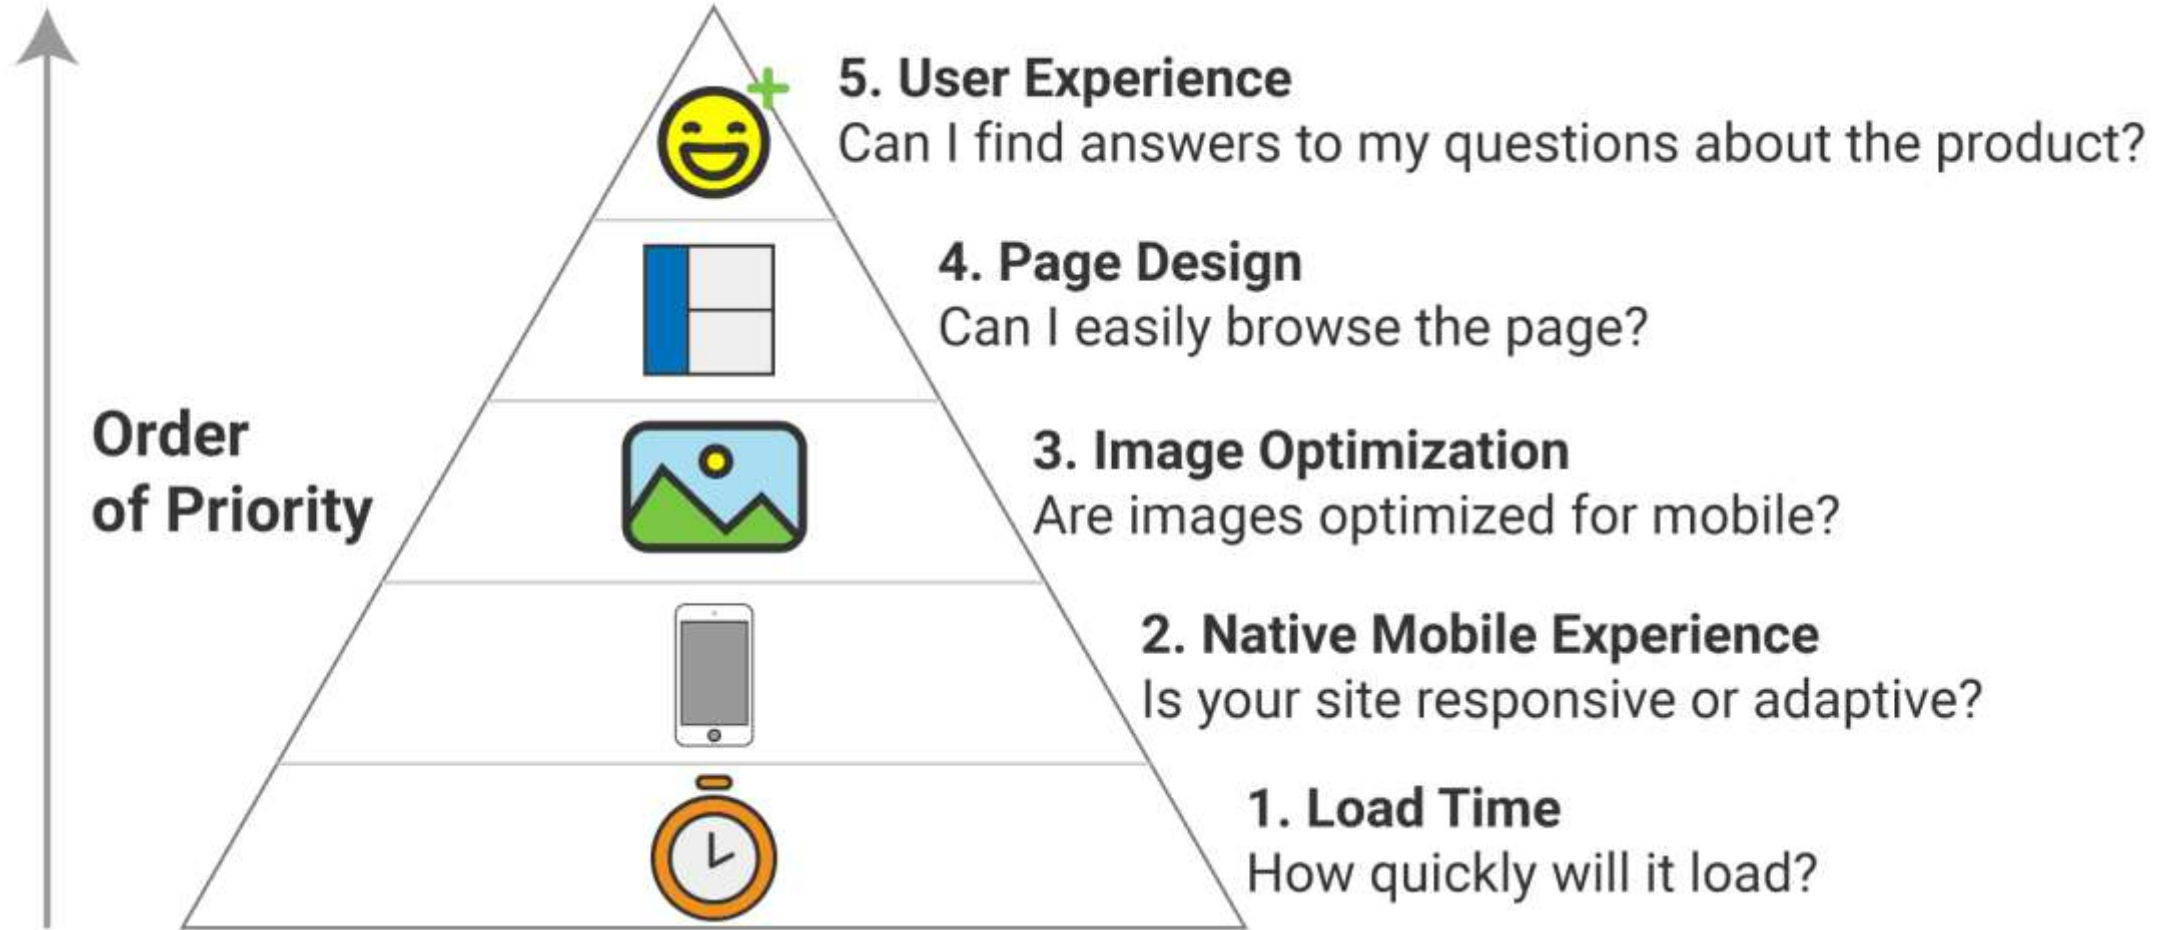 5. User Experience
Can I find answers to my questions about the product?
4. Page Design
Can I easily browse the page?
Order
of Priority
3. Image Optimization
Are images optimized for mobile?
2. Native Mobile Experience
Is your site responsive or adaptive?
1. Load Time
How quickly will it load?